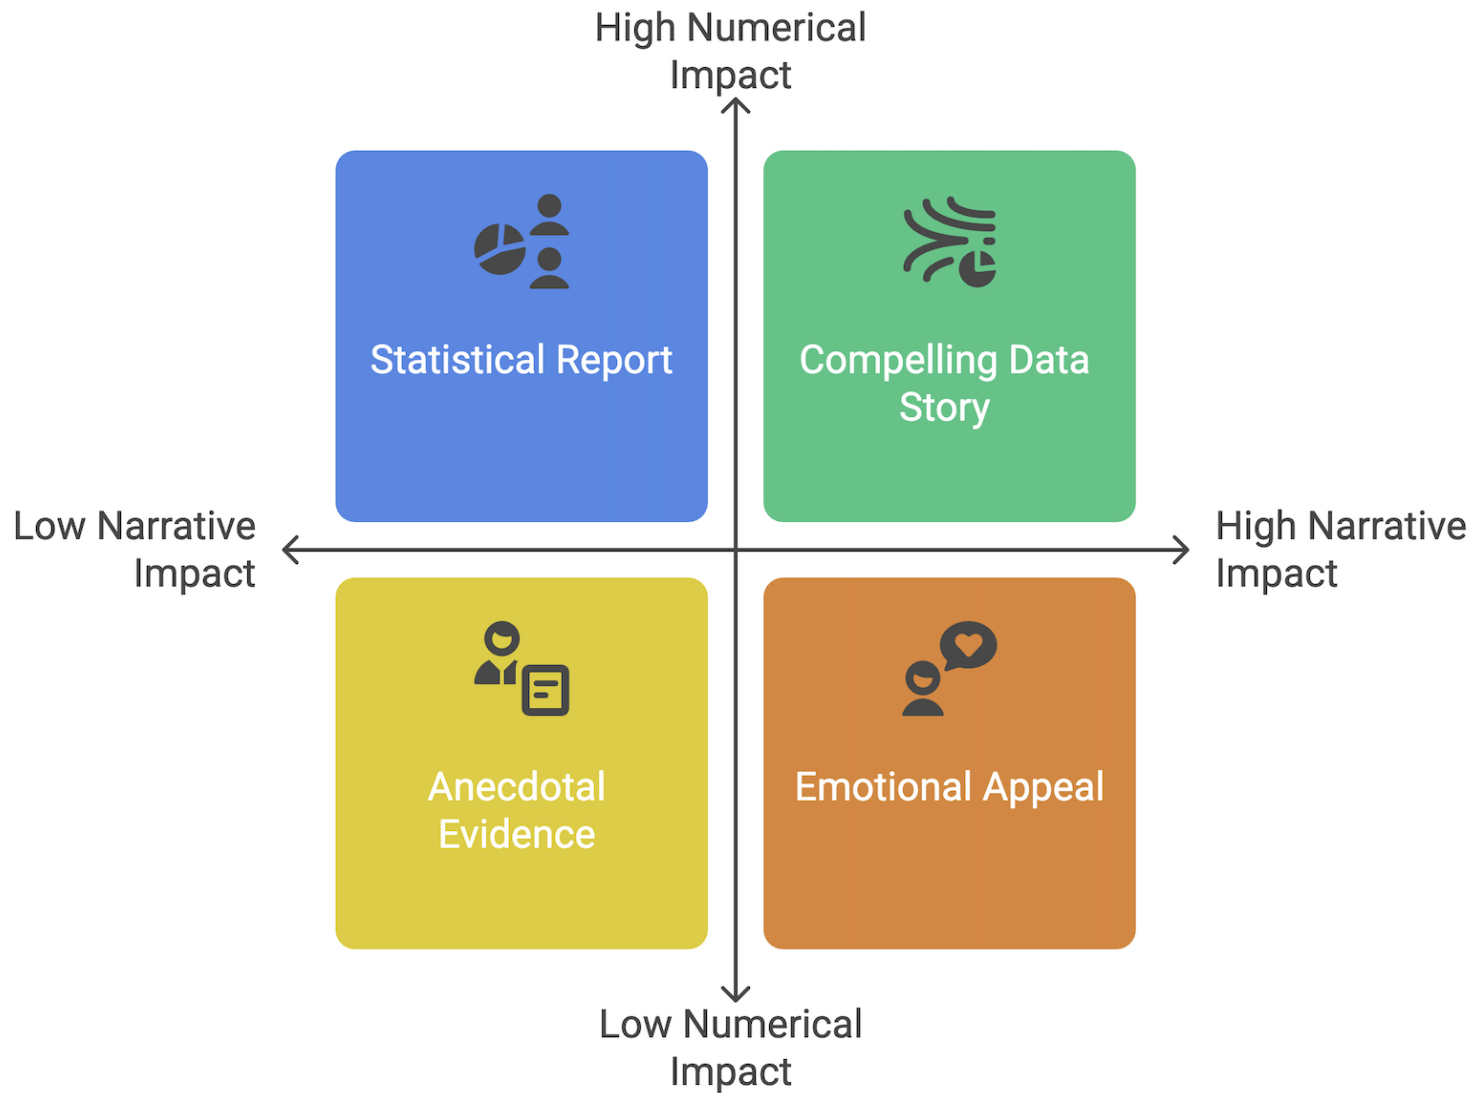 High Numerical
Impact
Statistical Report
Compelling Data
Story
Low Narrative
Impact
High Narrative
Impact
Anecdotal
Evidence
Emotional Appeal
Low Numerical
Impact